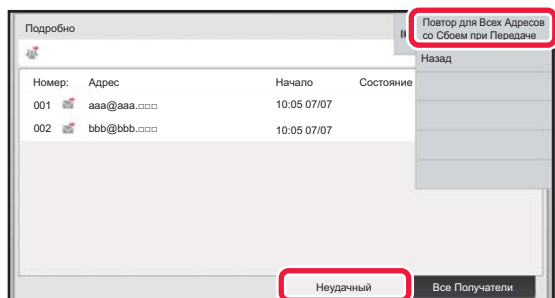 Подробно
Повтор для Всех Адресов
со Сбоем при Передаче
Назад
Номер: Адрес Начало Состояние
001 aaa@aaa.□□□ 10:05 07/07
002 bbb@bbb.□□□ 10:05 07/07
Неудачный Все Получатели